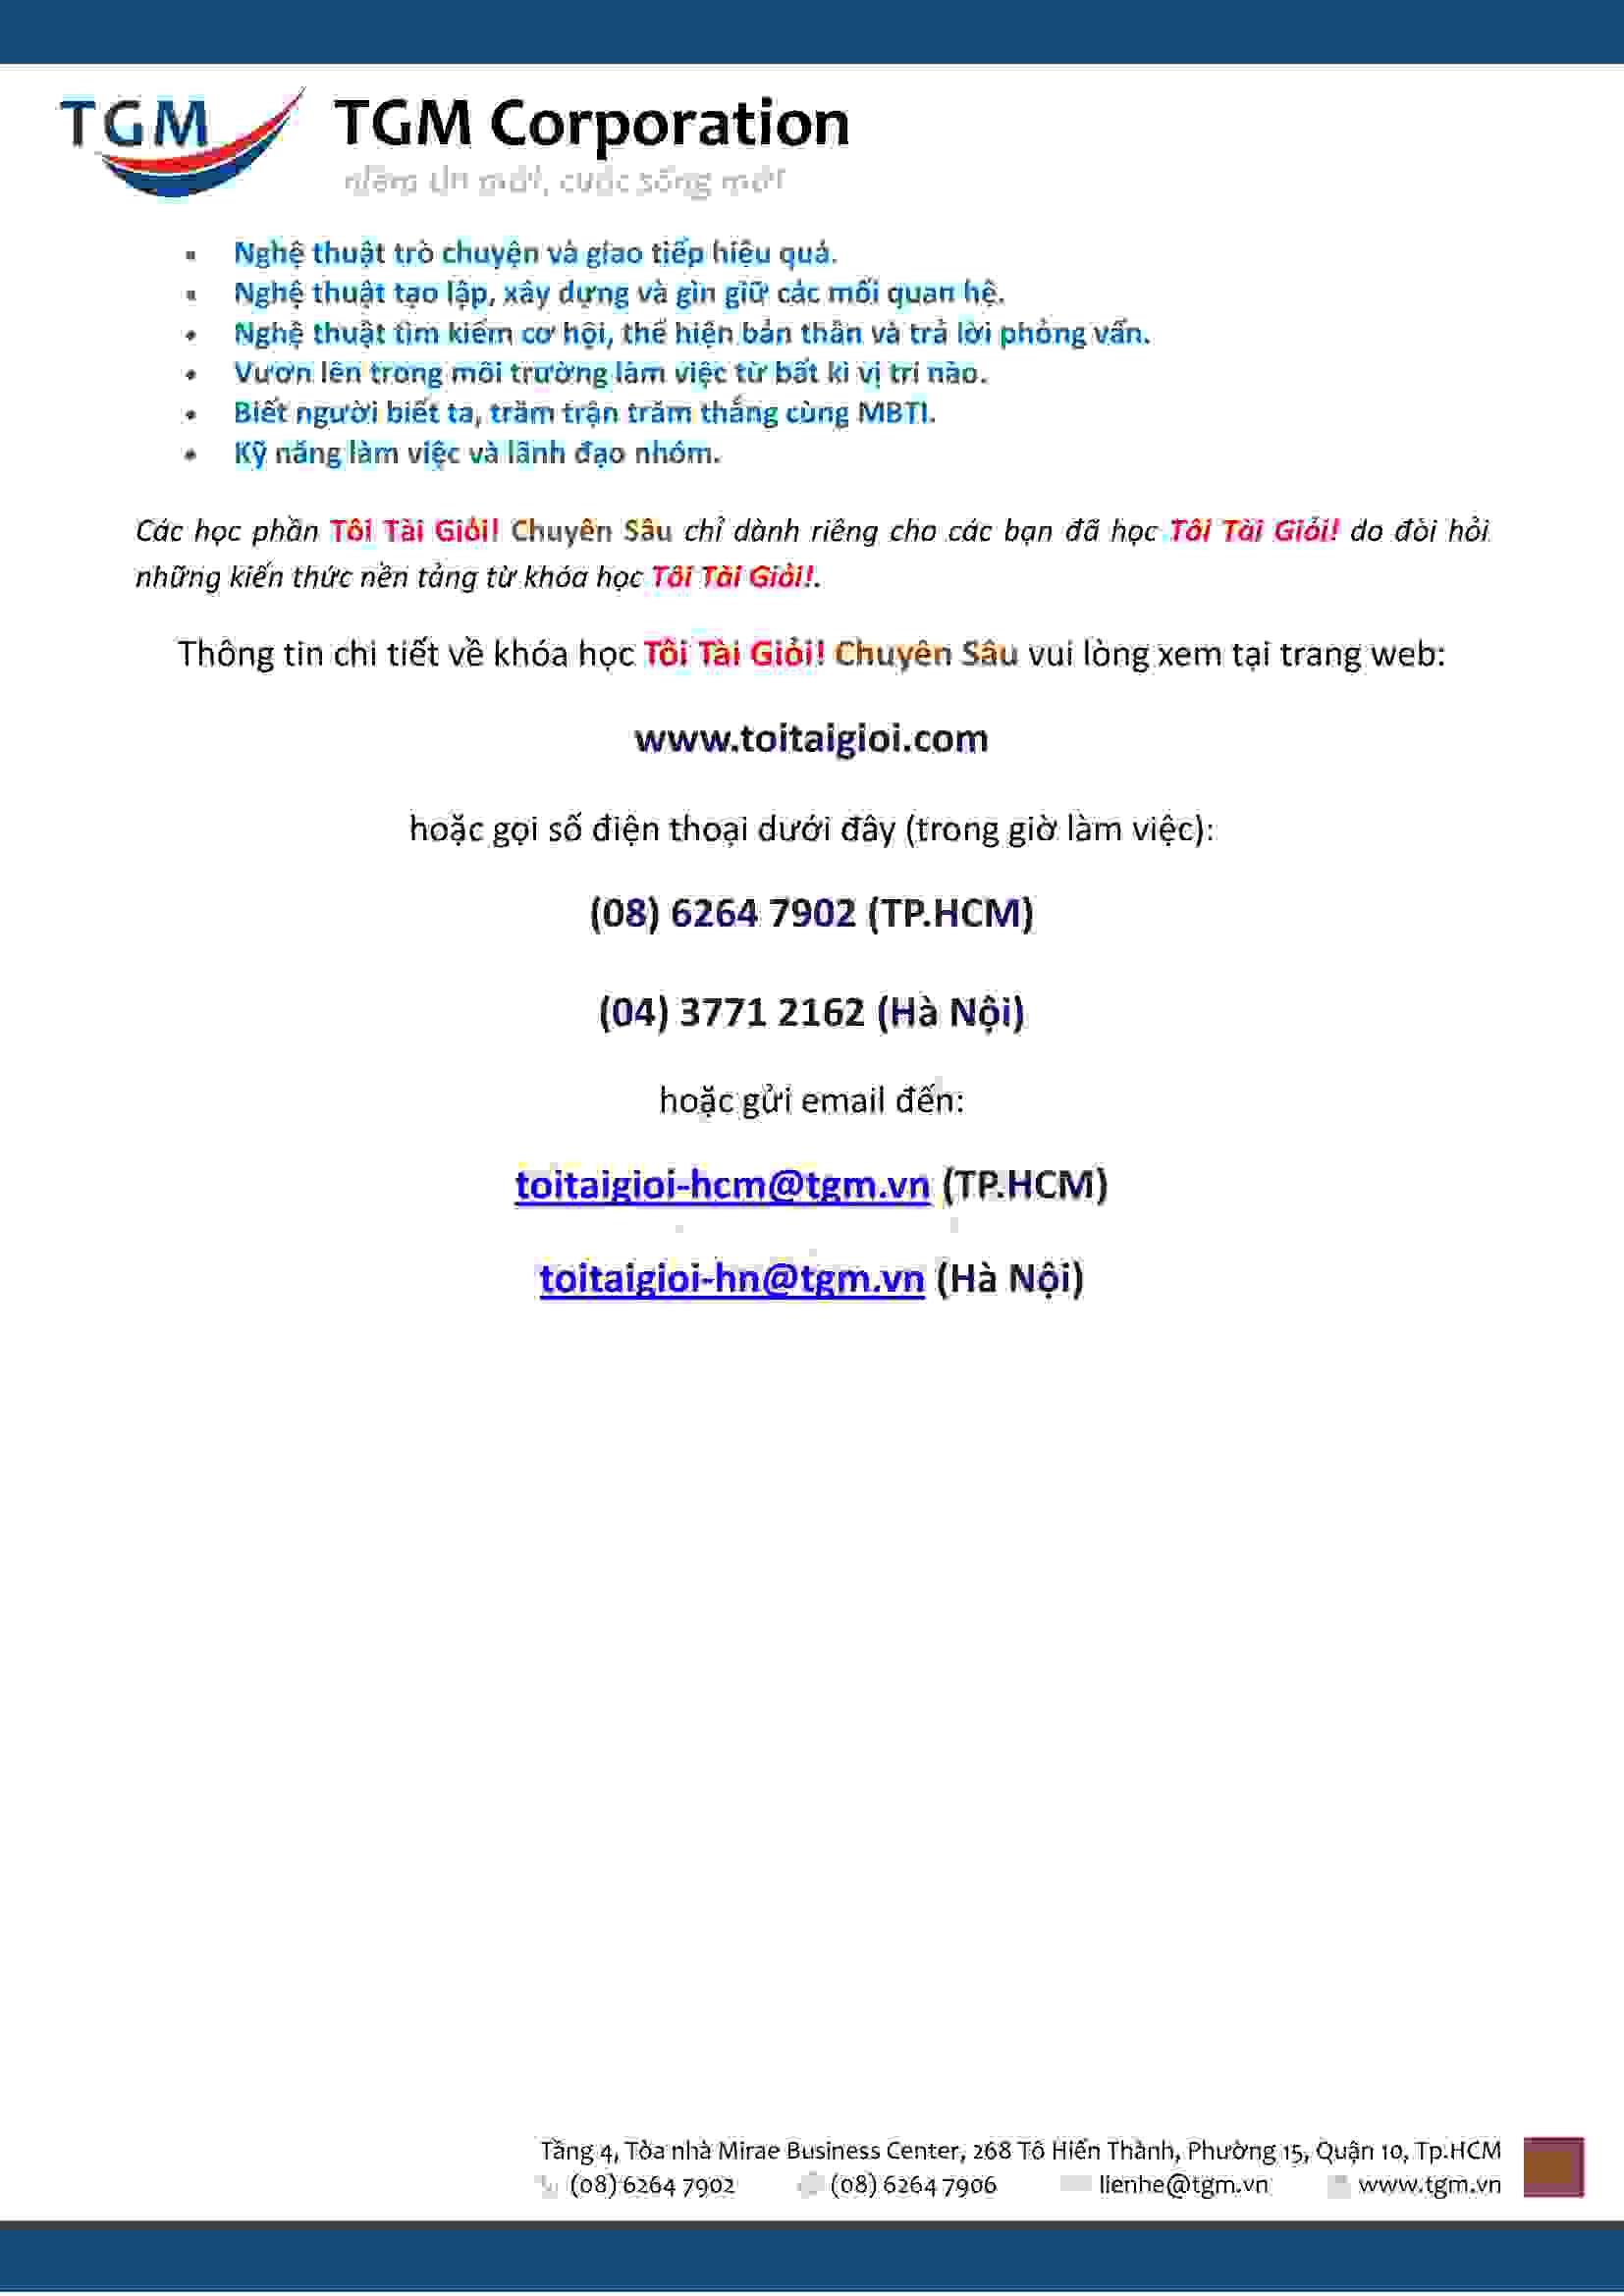 TGM
TGM Corporation
niềm tin mới, cuộc sống mới
• Nghệ thuật trò chuyện và giao tiếp hiệu quả.
• Nghệ thuật tạo lập, xây dựng và gìn giữ các mối quan hệ.
• Nghệ thuật tìm kiếm cơ hội, thể hiện bản thân và trả lời phỏng vấn.
• Vươn lên trong môi trường làm việc từ bất kì vị trí nào.
• Biết người biết ta, trăm trận trăm thắng cùng MBTI.
• Kỹ năng làm việc và lãnh đạo nhóm.
Các học phần Tôi Tài Giỏi! Chuyên Sâu chỉ dành riêng cho các bạn đã học Tôi Tài Giỏi! do đòi hỏi
những kiến thức nền tảng từ khóa học Tôi Tài Giỏi!.
Thông tin chi tiết về khóa học Tôi Tài Giỏi! Chuyên Sâu vui lòng xem tại trang web:
www.toitaigioi.com
hoặc gọi số điện thoại dưới đây (trong giờ làm việc):
(08) 6264 7902 (TP.HCM)
(04) 3771 2162 (Hà Nội)
hoặc gửi email đến:
toitaigioi-hcm@tgm.vn (TP.HCM)
toitaigioi-hn@tgm.vn (Hà Nội)
Tầng 4, Tòa nhà Mirae Business Center, 268 Tô Hiến Thành, Phường 15, Quận 10, Tp.HCM
(08) 6264 7902 (08) 6264 7906 lienhe@tgm.vn www.tgm.vn